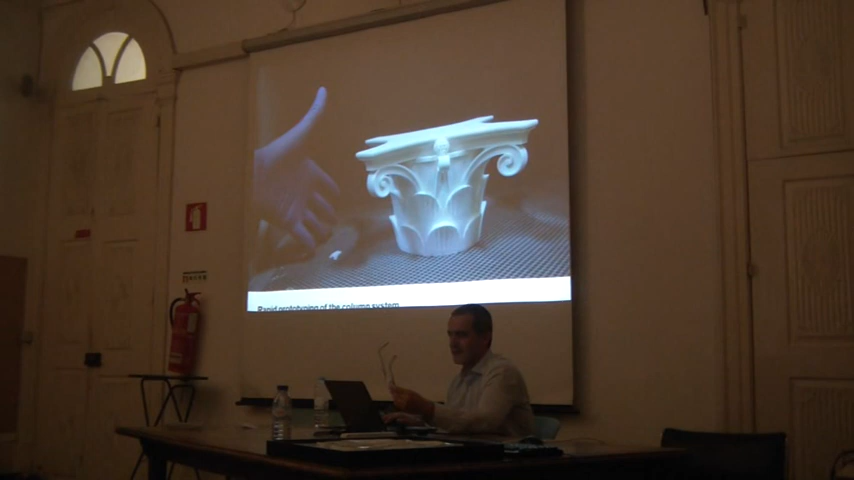 Rapid prototyping of the column system